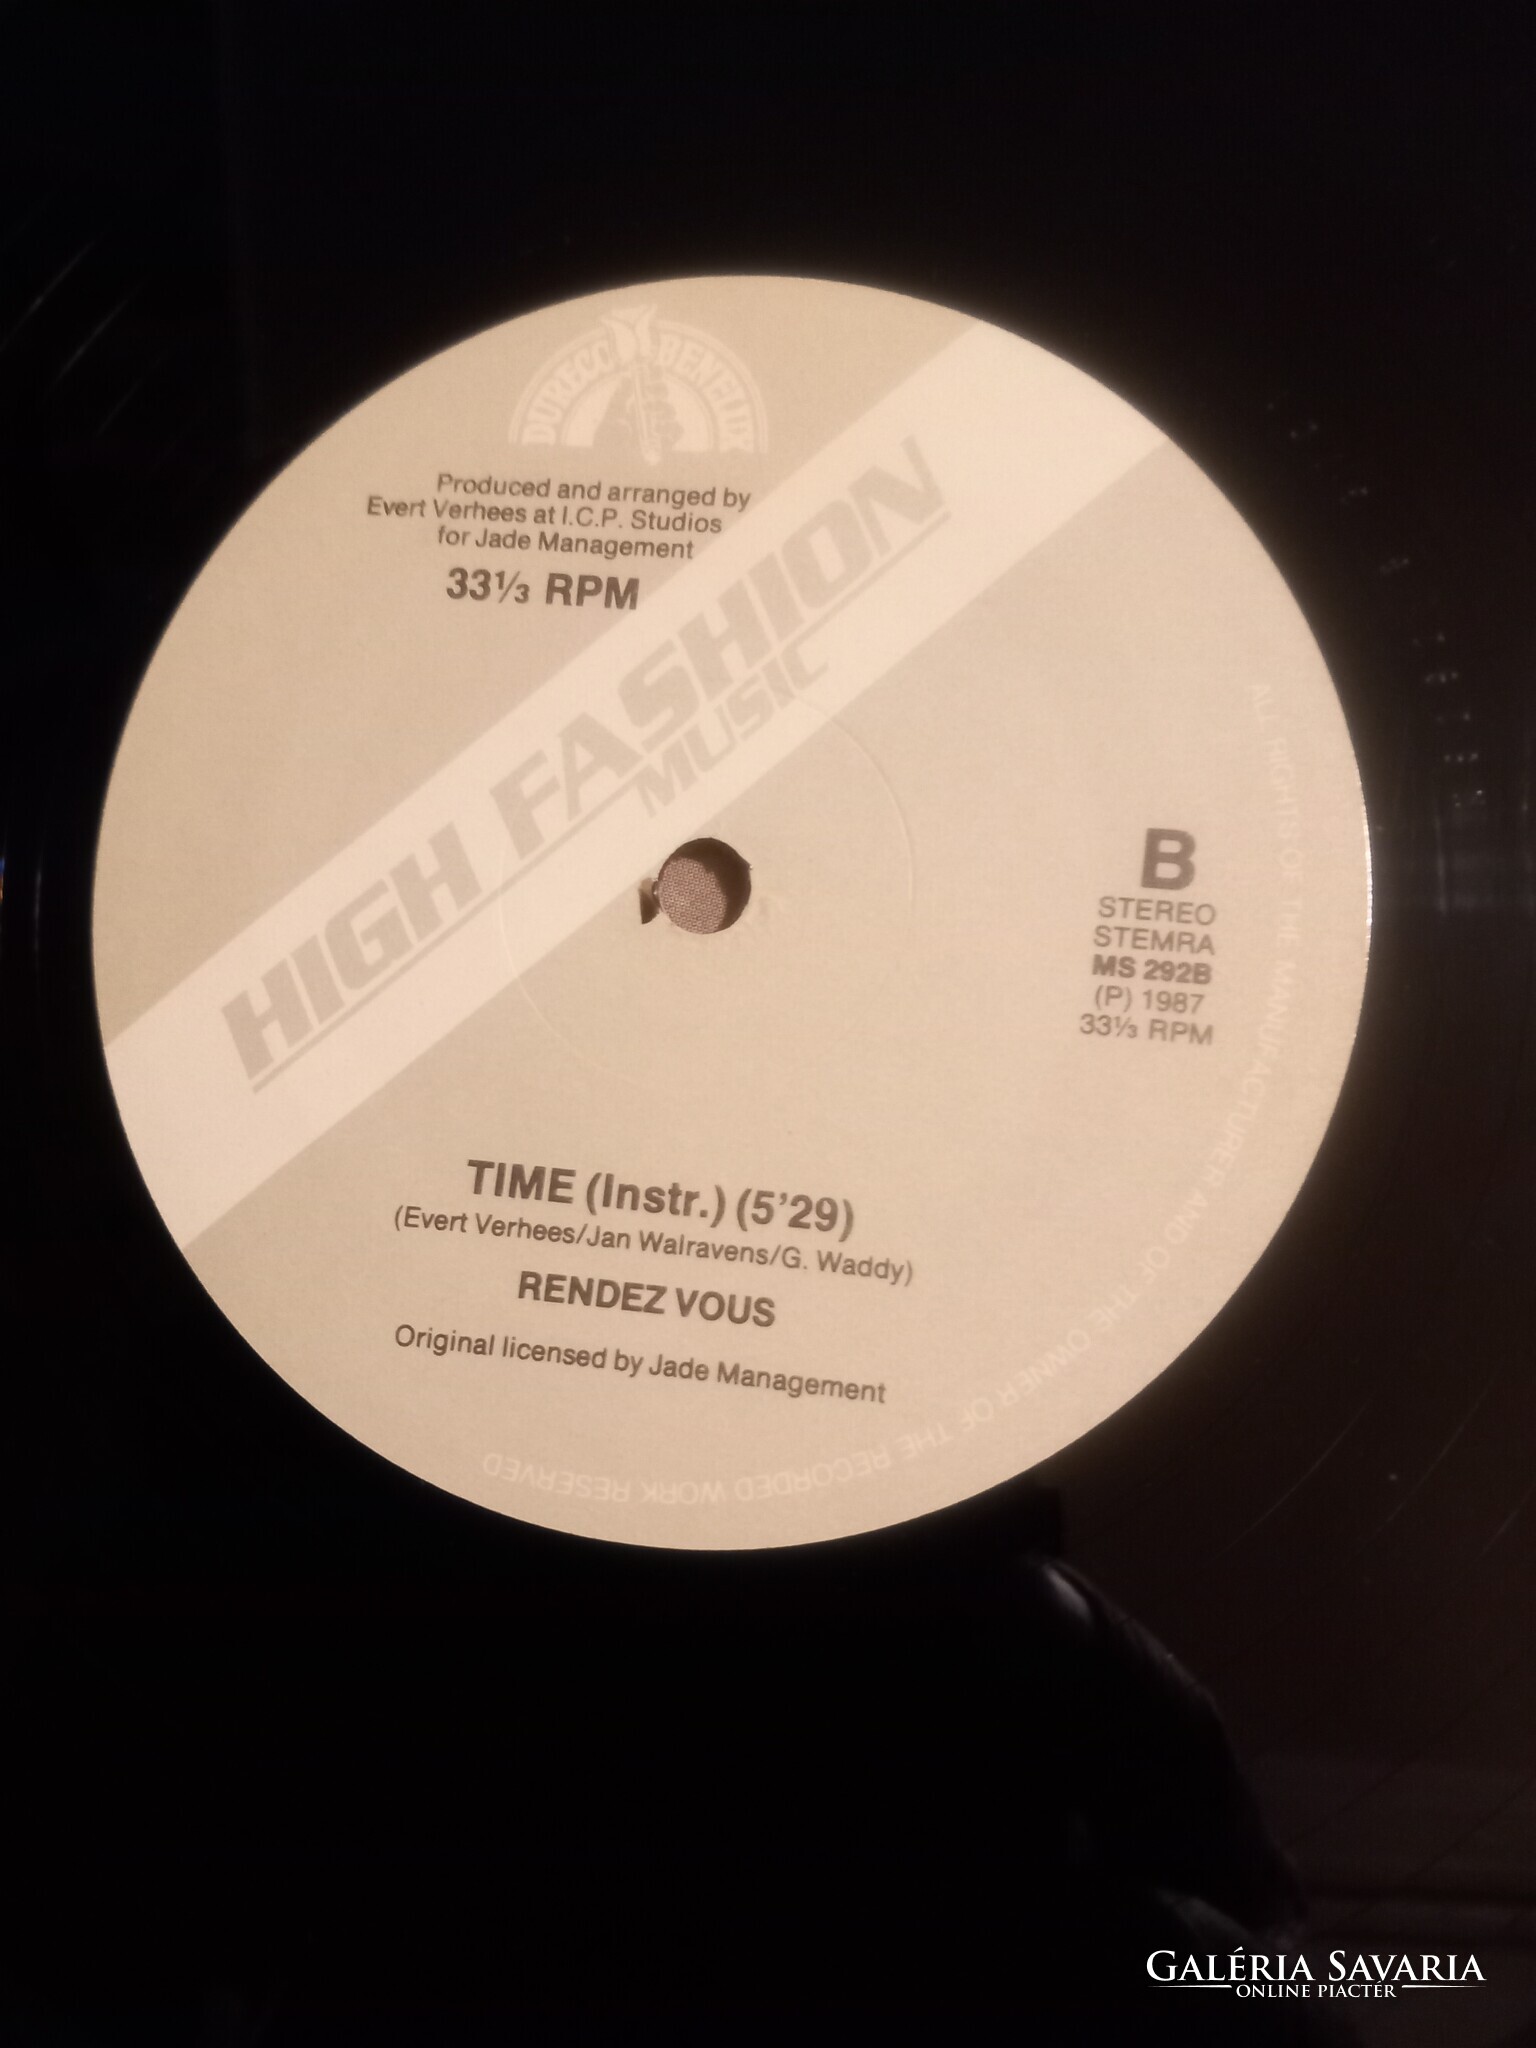 DURECO BENELUX
Produced and arranged by
Evert Verhees at I.C.P. Studios
for Jade Management
33⅓ RPM
HIGH FASHION
MUSIC
B
STEREO
STEMRA
MS 292B
(P) 1987
33⅓ RPM
TIME (Instr.) (5'29)
(Evert Verhees/Jan Walravens/G. Waddy)
RENDEZ VOUS
Original licensed by Jade Management
ALL RIGHTS OF THE MANUFACTURER AND OF THE OWNER OF THE RECORDED WORK RESERVED
GALÉRIA SAVARIA
ONLINE PIACTÉR